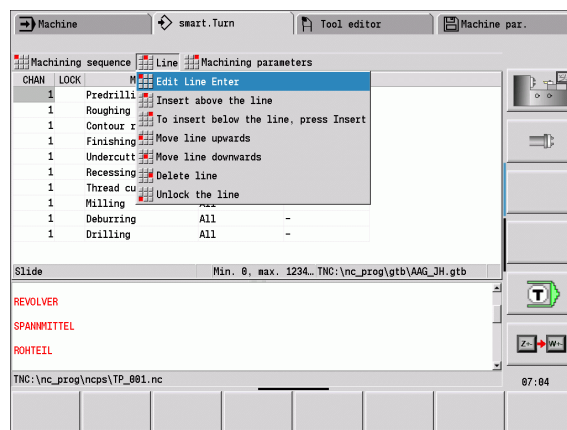 Machine smart.Turn Tool editor Machine par.
Machining sequence Line Machining parameters
CHAN LOCK M
1 Predrilli
1 Roughing
1 Contour r
1 Finishing
1 Undercutt
1 Recessing
1 Thread cu
1 Milling All
1 Deburring All -
1 Drilling All -
Edit Line Enter
Insert above the line
To insert below the line, press Insert
Move line upwards
Move line downwards
Delete line
Unlock the line
Slide Min. 0, max. 1234… TNC:\nc_prog\gtb\AAG_JH.gtb
REVOLVER
SPANNMITTEL
ROHTEIL
TNC:\nc_prog\ncps\TP_001.nc
T
Z+- W+-
07:04